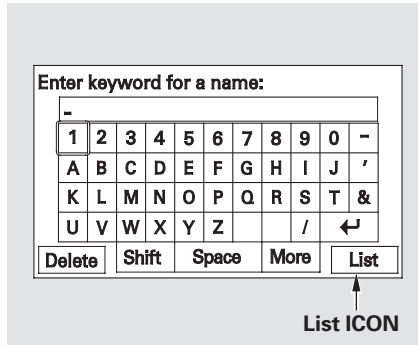 Enter keyword for a name:
-
1 2 3 4 5 6 7 8 9 0 -
A B C D E F G H I J '
K L M N O P Q R S T &
U V W X Y Z / ↵
Delete Shift Space More List
List ICON